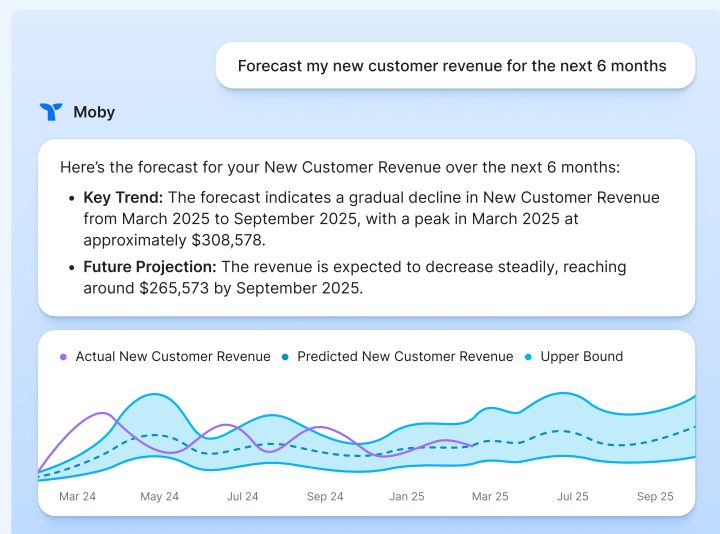 Forecast my new customer revenue for the next 6 months
Moby
Here's the forecast for your New Customer Revenue over the next 6 months:
• Key Trend: The forecast indicates a gradual decline in New Customer Revenue
from March 2025 to September 2025, with a peak in March 2025 at
approximately $308,578.
• Future Projection: The revenue is expected to decrease steadily, reaching
around $265,573 by September 2025.
Actual New Customer Revenue Predicted New Customer Revenue Upper Bound
Mar 24 May 24 Jul 24 Sep 24 Jan 25 Mar 25 Jul 25 Sep 25